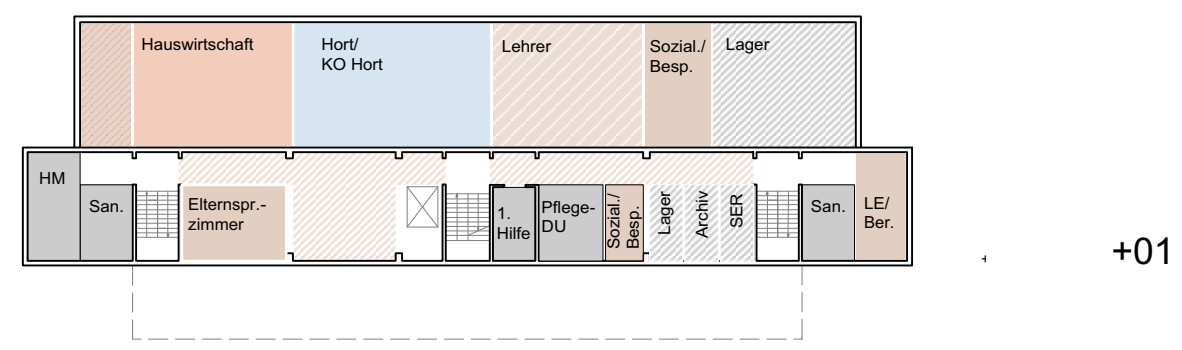 Hauswirtschaft
Hort/
KO Hort
Lehrer
Sozial./
Besp.
Lager
HM
San.
Elternspr.-
zimmer
1.
Hilfe
Pflege-
DU
Sozial./
Besp.
Lager
Archiv
SER
San.
LE/
Ber.
+01